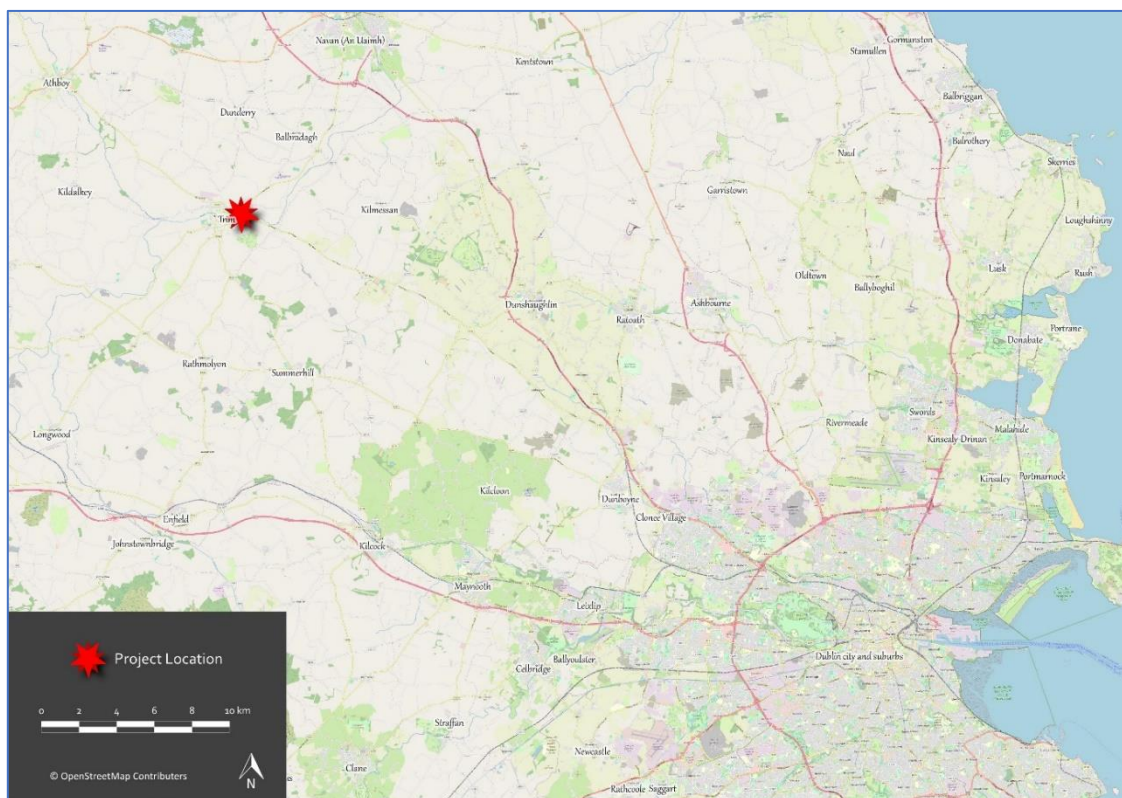 Navan (An Uaimh)
Gormanston
Stamullen
Kentstown
Athboy
Balbriggan
Dunderry
Balbradagh
Balrothery
Naul
Skerries
Kildalkey
Garristown
Kilmessan
Trim
Loughshinny
Lusk
Oldtown
Rush
Ballyboghil
Dunshaughlin
Ashbourne
Ratoath
Portrane
Donabate
Rathmolyon
Summerhill
Swords
Rivermeade
Malahide
Longwood
Kinsealy-Drinan
Kinsaley
Portmarnock
Kilcloon
Dunboyne
Enfield
Clonee Village
Johnstownbridge
Kilcock
Maynooth
Leixlip
Dublin city and suburbs
Ballyoulster
Celbridge
Straffan
Newcastle
Clane
Rathcoole
Saggart
Project Location
0 2 4 6 8 10 km
© OpenStreetMap Contributers
N